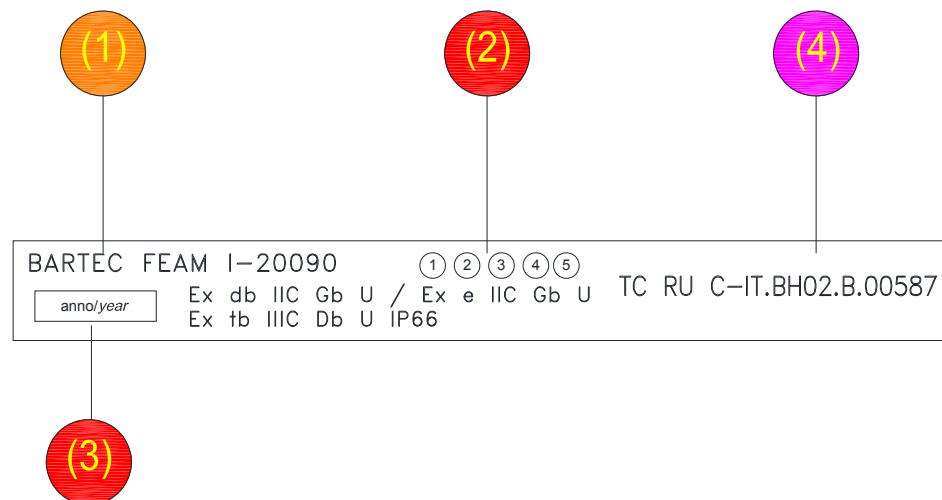 (1) (2) (4)
BARTEC FEAM I-20090 1 2 3 4 5
anno/year Ex db IIC Gb U / Ex e IIC Gb U TC RU C-IT.BH02.B.00587
Ex tb IIIC Db U IP66
(3)